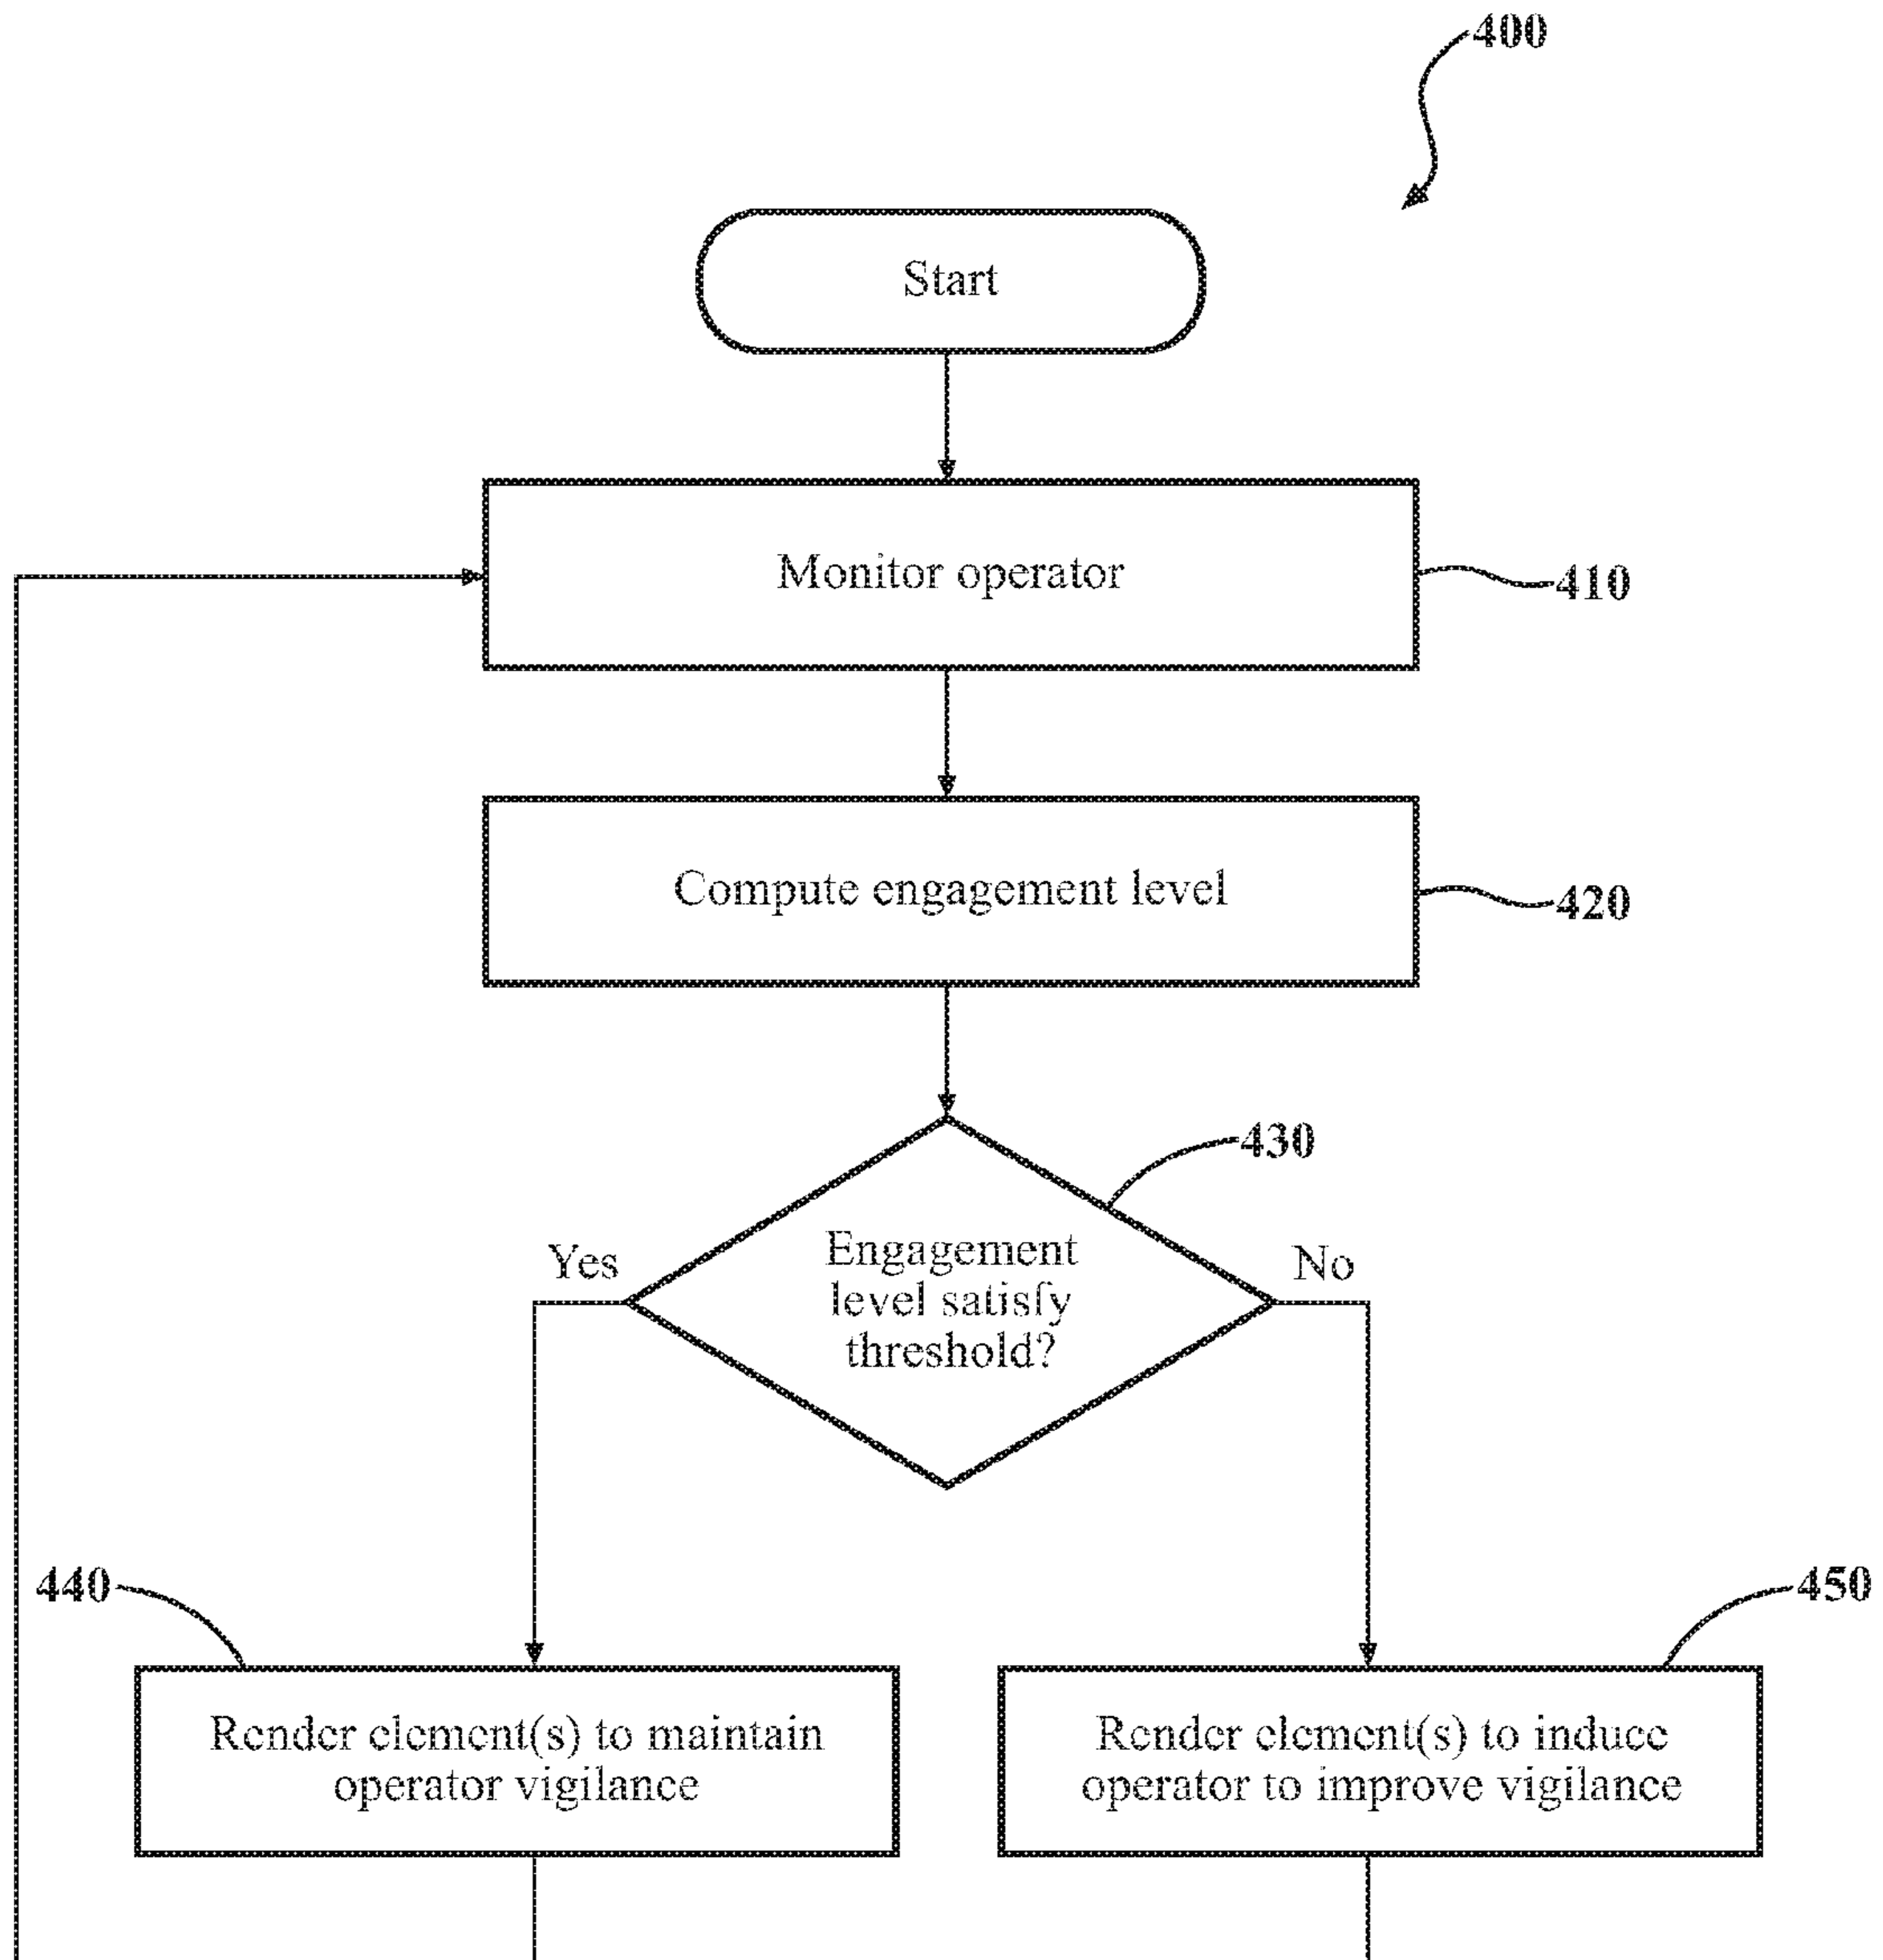 400
Start
Monitor operator
410
Compute engagement level
420
430
Yes
Engagement
level satisfy
threshold?
No
440
450
Render element(s) to maintain
operator vigilance
Render element(s) to induce
operator to improve vigilance